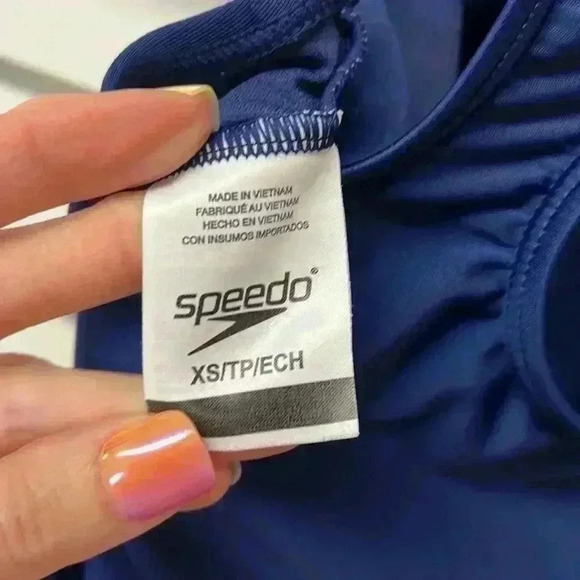 MADE IN VIETNAM
FABRIQUÉ AU VIETNAM
HECHO EN VIETNAM
CON INSUMOS IMPORTADOS
speedo®
XS/TP/ECH